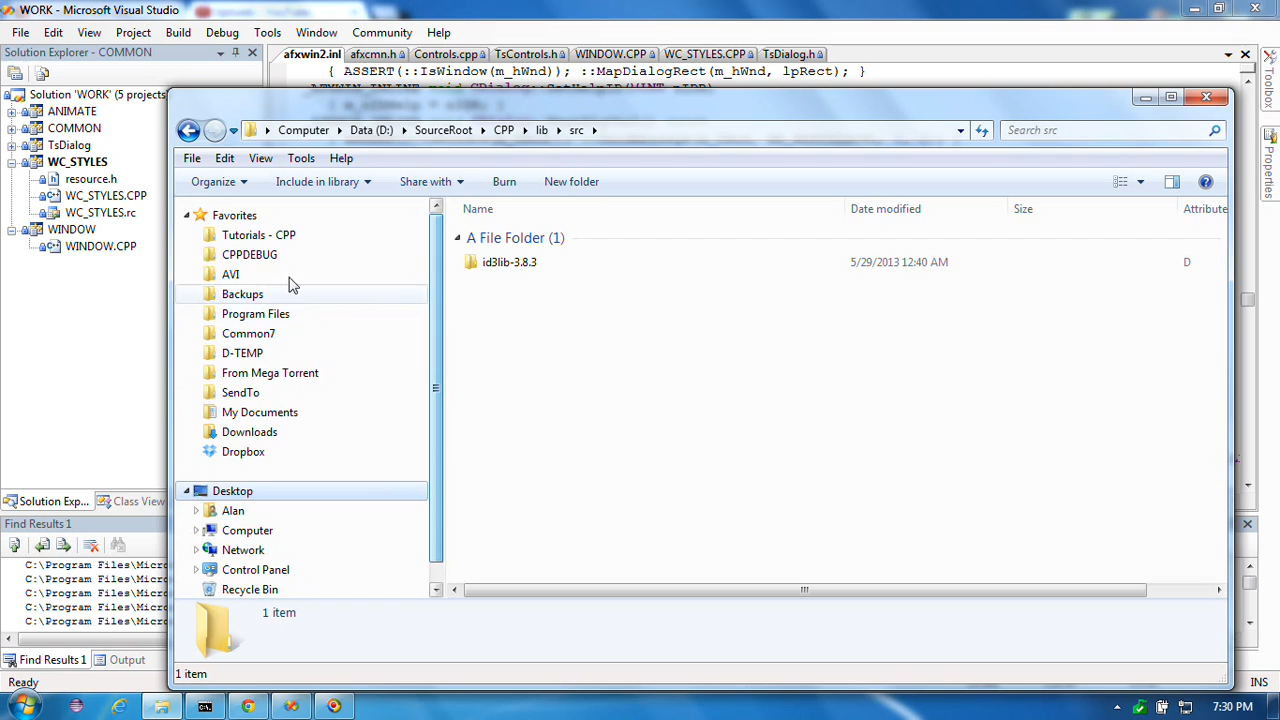 WORK - Microsoft Visual Studio
File Edit View Project Build Debug Tools Window Community Help
Solution Explorer - COMMON
afxwin2.inl afxcmn.h Controls.cpp TsControls.h WINDOW.CPP WC_STYLES.CPP TsDialog.h
{ ASSERT(::IsWindow(m_hWnd)); ::MapDialogRect(m_hWnd, lpRect); }
Toolbox
Properties
Solution 'WORK' (5 projects
ANIMATE
COMMON
TsDialog
WC_STYLES
resource.h
WC_STYLES.CPP
WC_STYLES.rc
WINDOW
WINDOW.CPP
Solution Exp... Class View
Computer Data (D:) SourceRoot CPP lib src
Search src
File Edit View Tools Help
Organize Include in library Share with Burn New folder
Favorites
Tutorials - CPP
CPPDEBUG
AVI
Backups
Program Files
Common7
D-TEMP
From Mega Torrent
SendTo
My Documents
Downloads
Dropbox
Desktop
Alan
Computer
Network
Control Panel
Recycle Bin
Name Date modified Size Attribute
A File Folder (1)
id3lib-3.8.3 5/29/2013 12:40 AM D
1 item
1 item
Find Results 1
C:\Program Files\Micro
C:\Program Files\Micro
C:\Program Files\Micro
C:\Program Files\Micro
C:\Program Files\Micro
Find Results 1 Output
Ready
INS
7:30 PM